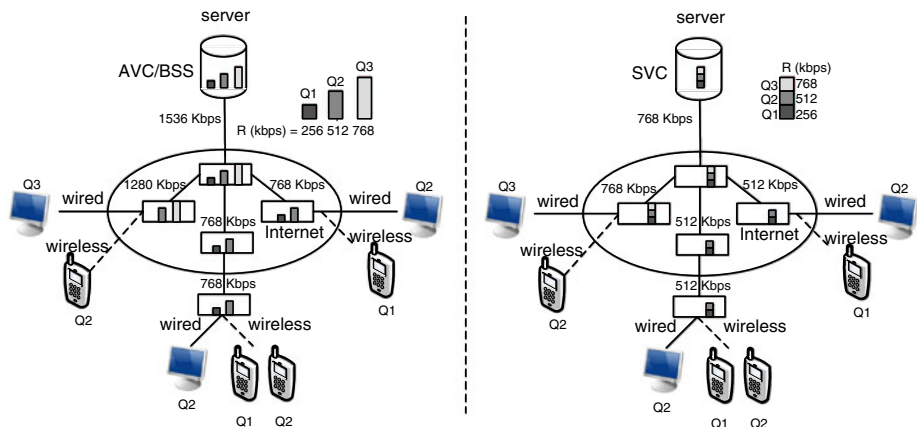 server
AVC/BSS
Q3
Q2
Q1
1536 Kbps
R (kbps) = 256 512 768
Q3
wired
1280 Kbps
768 Kbps
wired
Q2
768 Kbps
Internet
wireless
wireless
768 Kbps
Q2
Q1
wired
wireless
Q2
Q1
Q2
server
SVC
R (kbps)
Q3 768
Q2 512
Q1 256
768 Kbps
Q3
wired
768 Kbps
512 Kbps
wired
Q2
512 Kbps
Internet
wireless
wireless
512 Kbps
Q2
Q1
wired
wireless
Q2
Q1
Q2